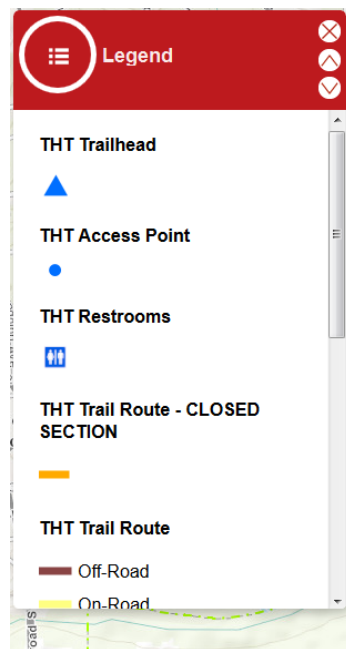 Legend
THT Trailhead
THT Access Point
THT Restrooms
THT Trail Route - CLOSED
SECTION
THT Trail Route
Off-Road
On-Road